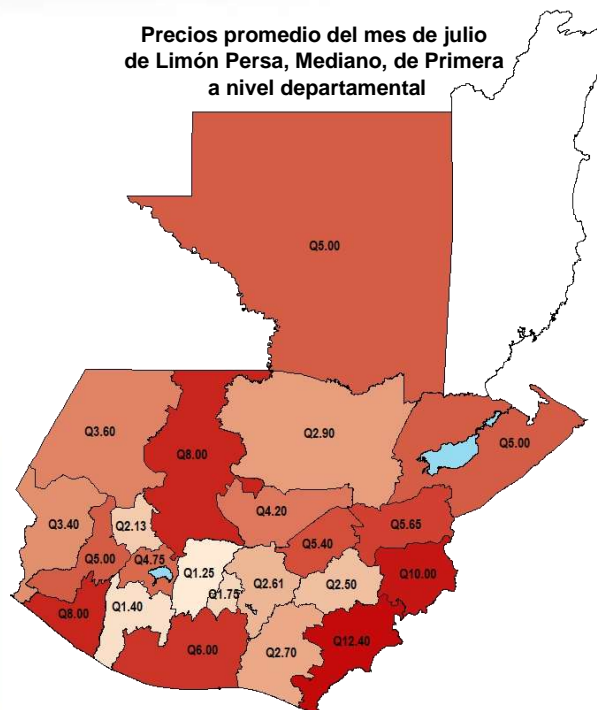 Precios promedio del mes de julio
de Limón Persa, Mediano, de Primera
a nivel departamental
Q5.00
Q3.60
Q8.00
Q2.90
Q5.00
Q3.40
Q2.13
Q4.20
Q5.65
Q5.00
Q4.75
Q5.40
Q1.25
Q2.61
Q2.50
Q10.00
Q1.75
Q8.00
Q1.40
Q6.00
Q2.70
Q12.40